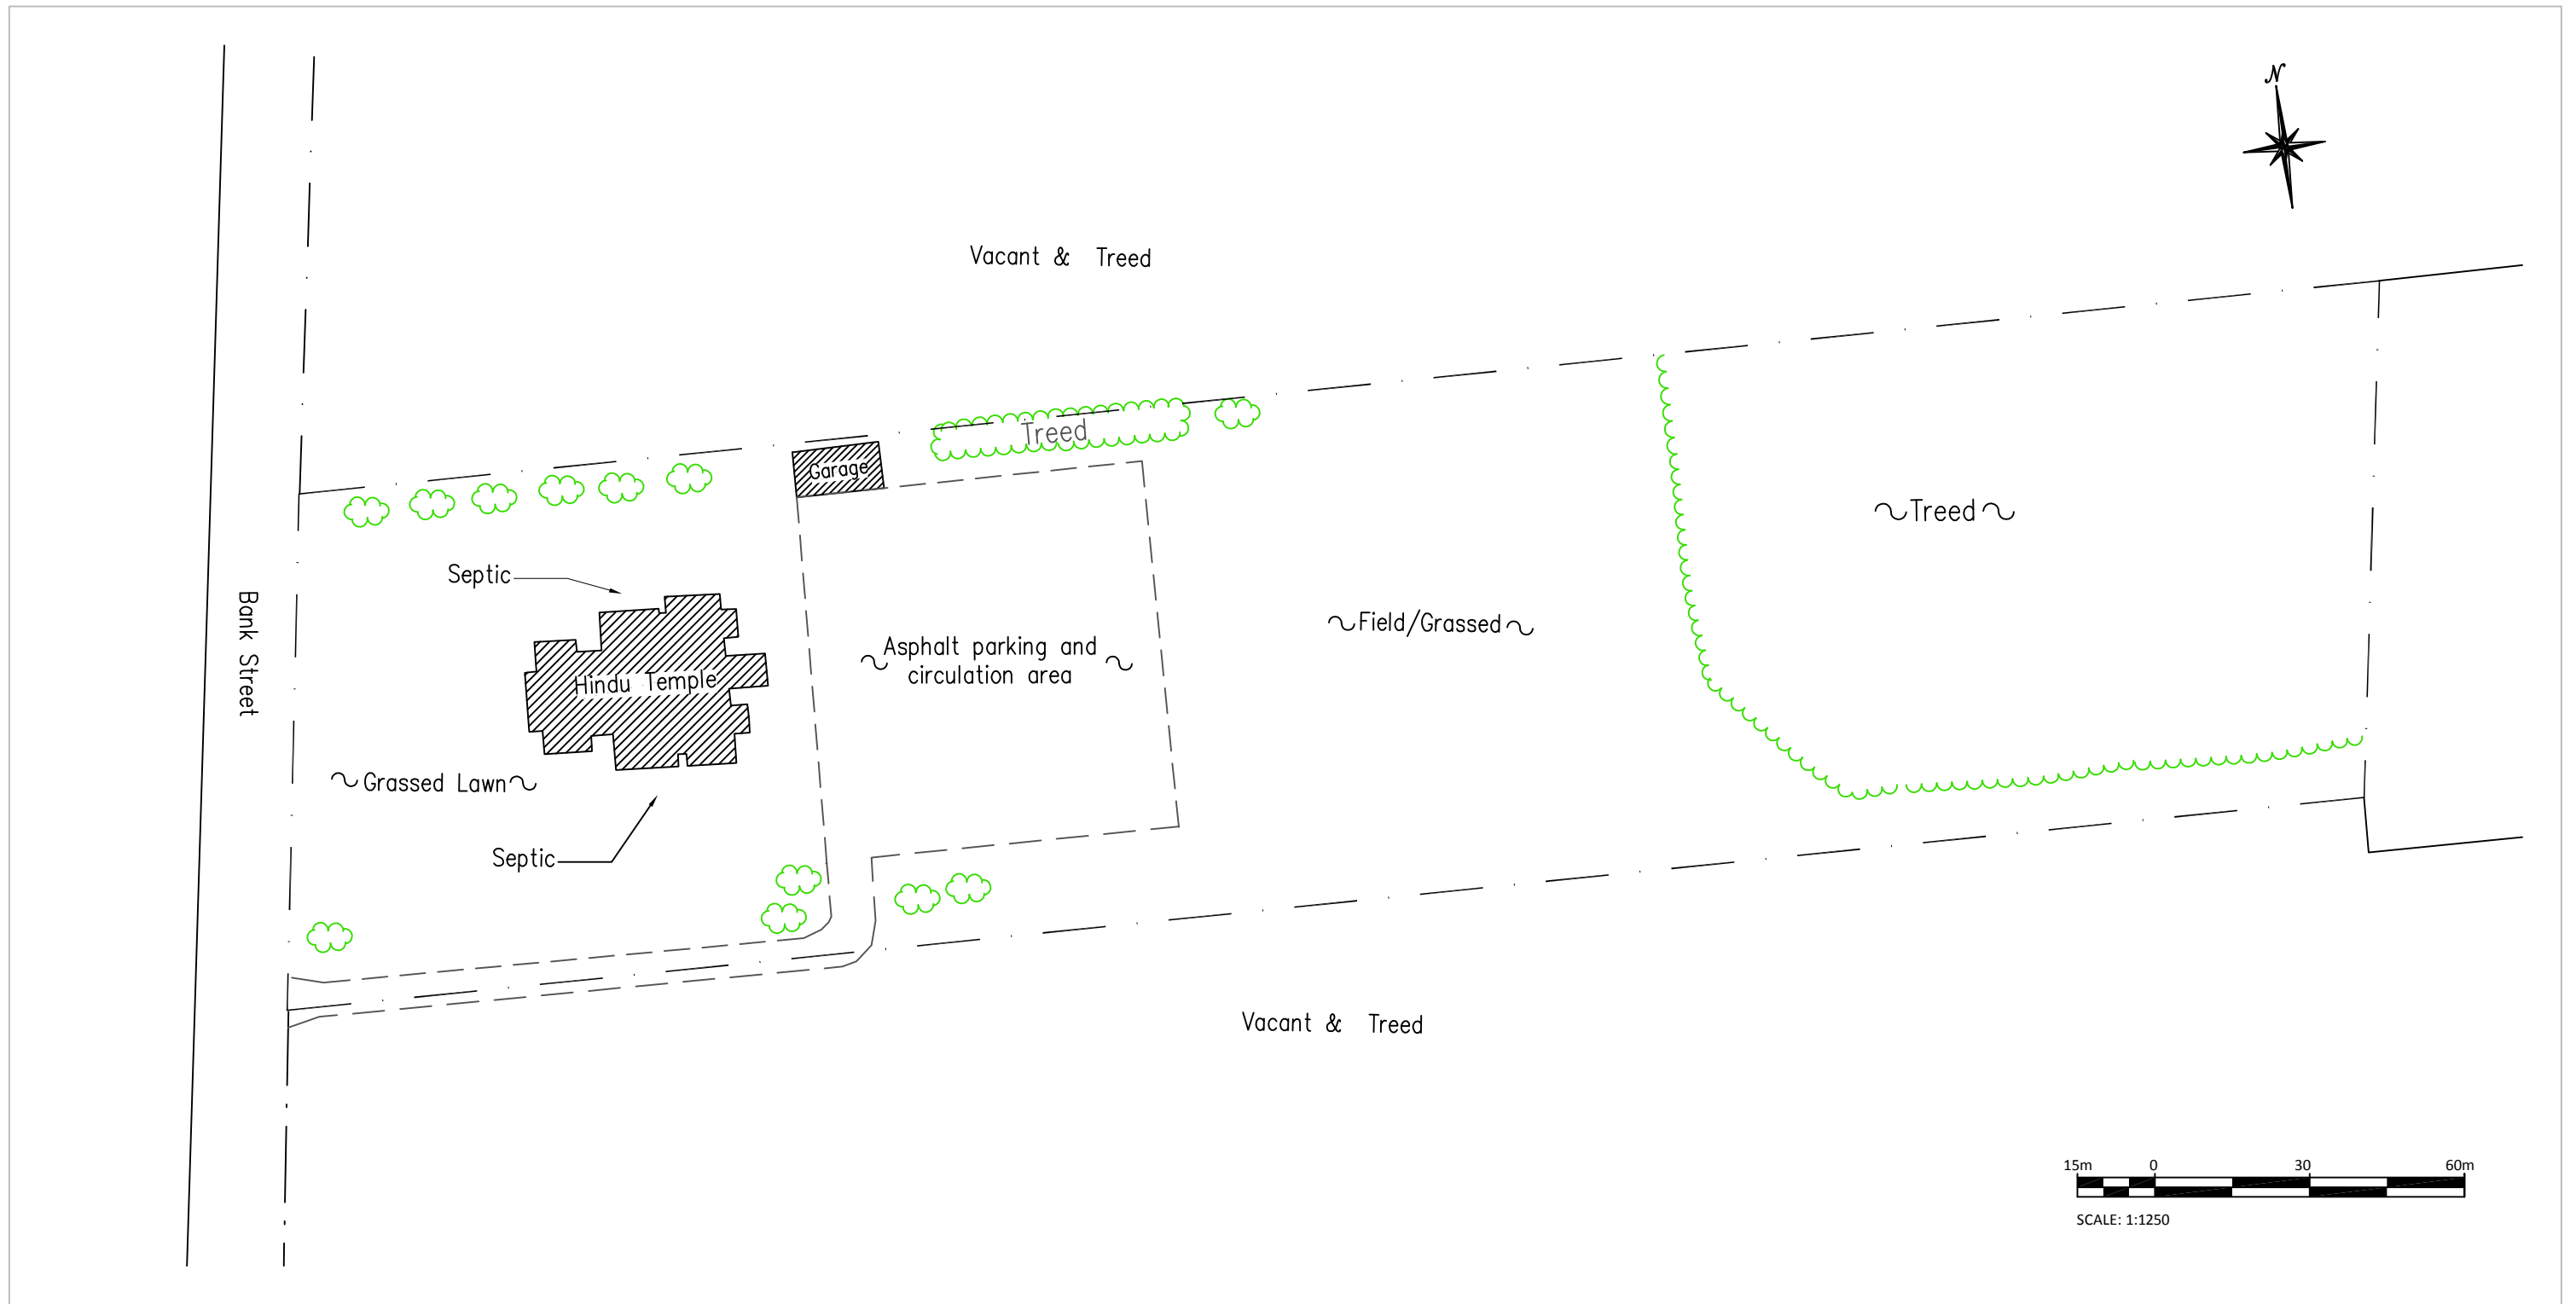 N
Vacant & Treed
Treed
Garage
Treed
Septic
Bank Street
Field/Grassed
Asphalt parking and
circulation area
Hindu Temple
Grassed Lawn
Septic
Vacant & Treed
15m 0 30 60m
SCALE: 1:1250